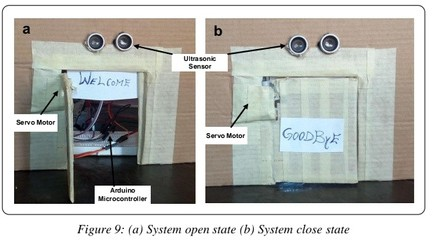 a
WELCOME
Servo Motor
Arduino
Microcontroller
Ultrasonic
Sensor
b
Servo Motor
GOODByE
Figure 9: (a) System open state (b) System close state